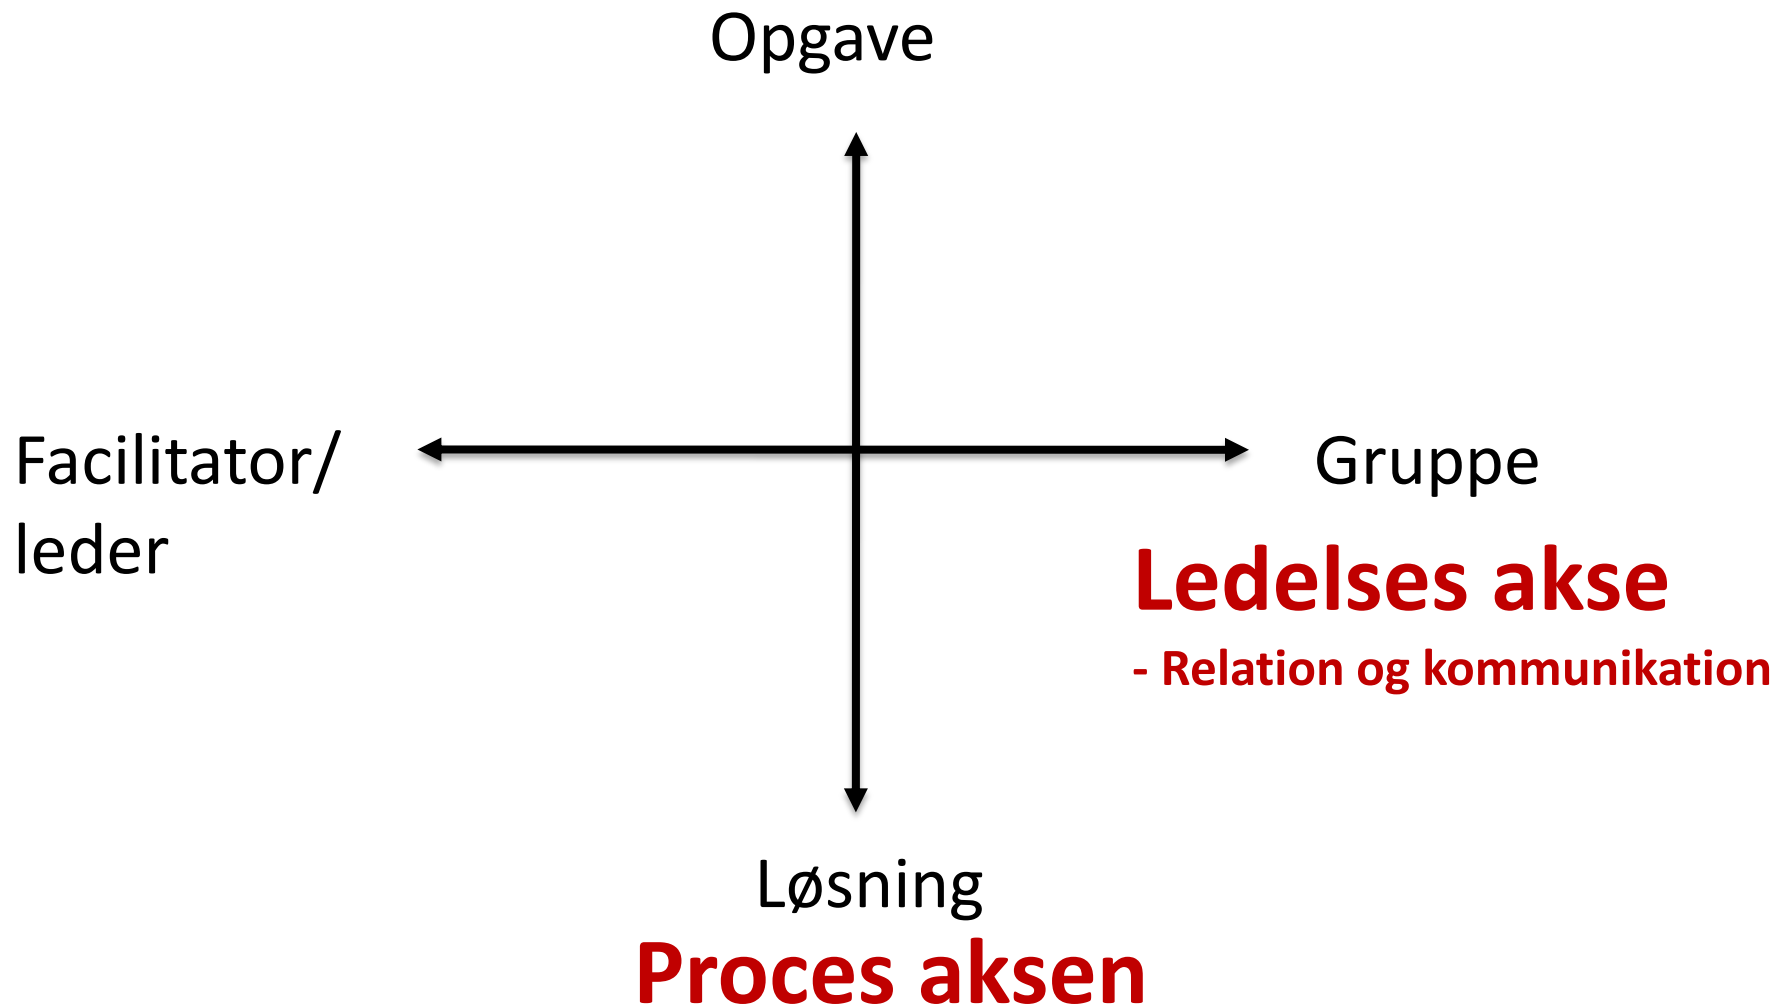 Opgave
Facilitator/
leder
Gruppe
Ledelses akse
- Relation og kommunikation
Løsning
Proces aksen